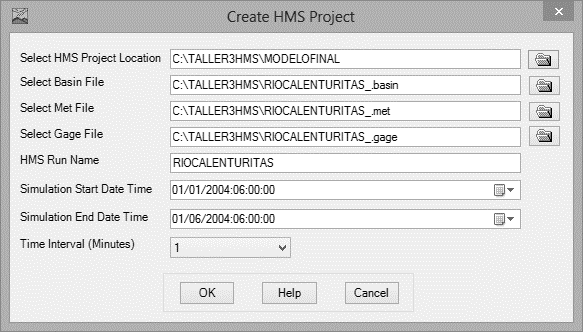 Create HMS Project
Select HMS Project Location C:\TALLER3HMS\MODELOFINAL
Select Basin File C:\TALLER3HMS\RIOCALENTURITAS_.basin
Select Met File C:\TALLER3HMS\RIOCALENTURITAS_.met
Select Gage File C:\TALLER3HMS\RIOCALENTURITAS_.gage
HMS Run Name RIOCALENTURITAS
Simulation Start Date Time 01/01/2004:06:00:00
Simulation End Date Time 01/06/2004:06:00:00
Time Interval (Minutes) 1
OK Help Cancel